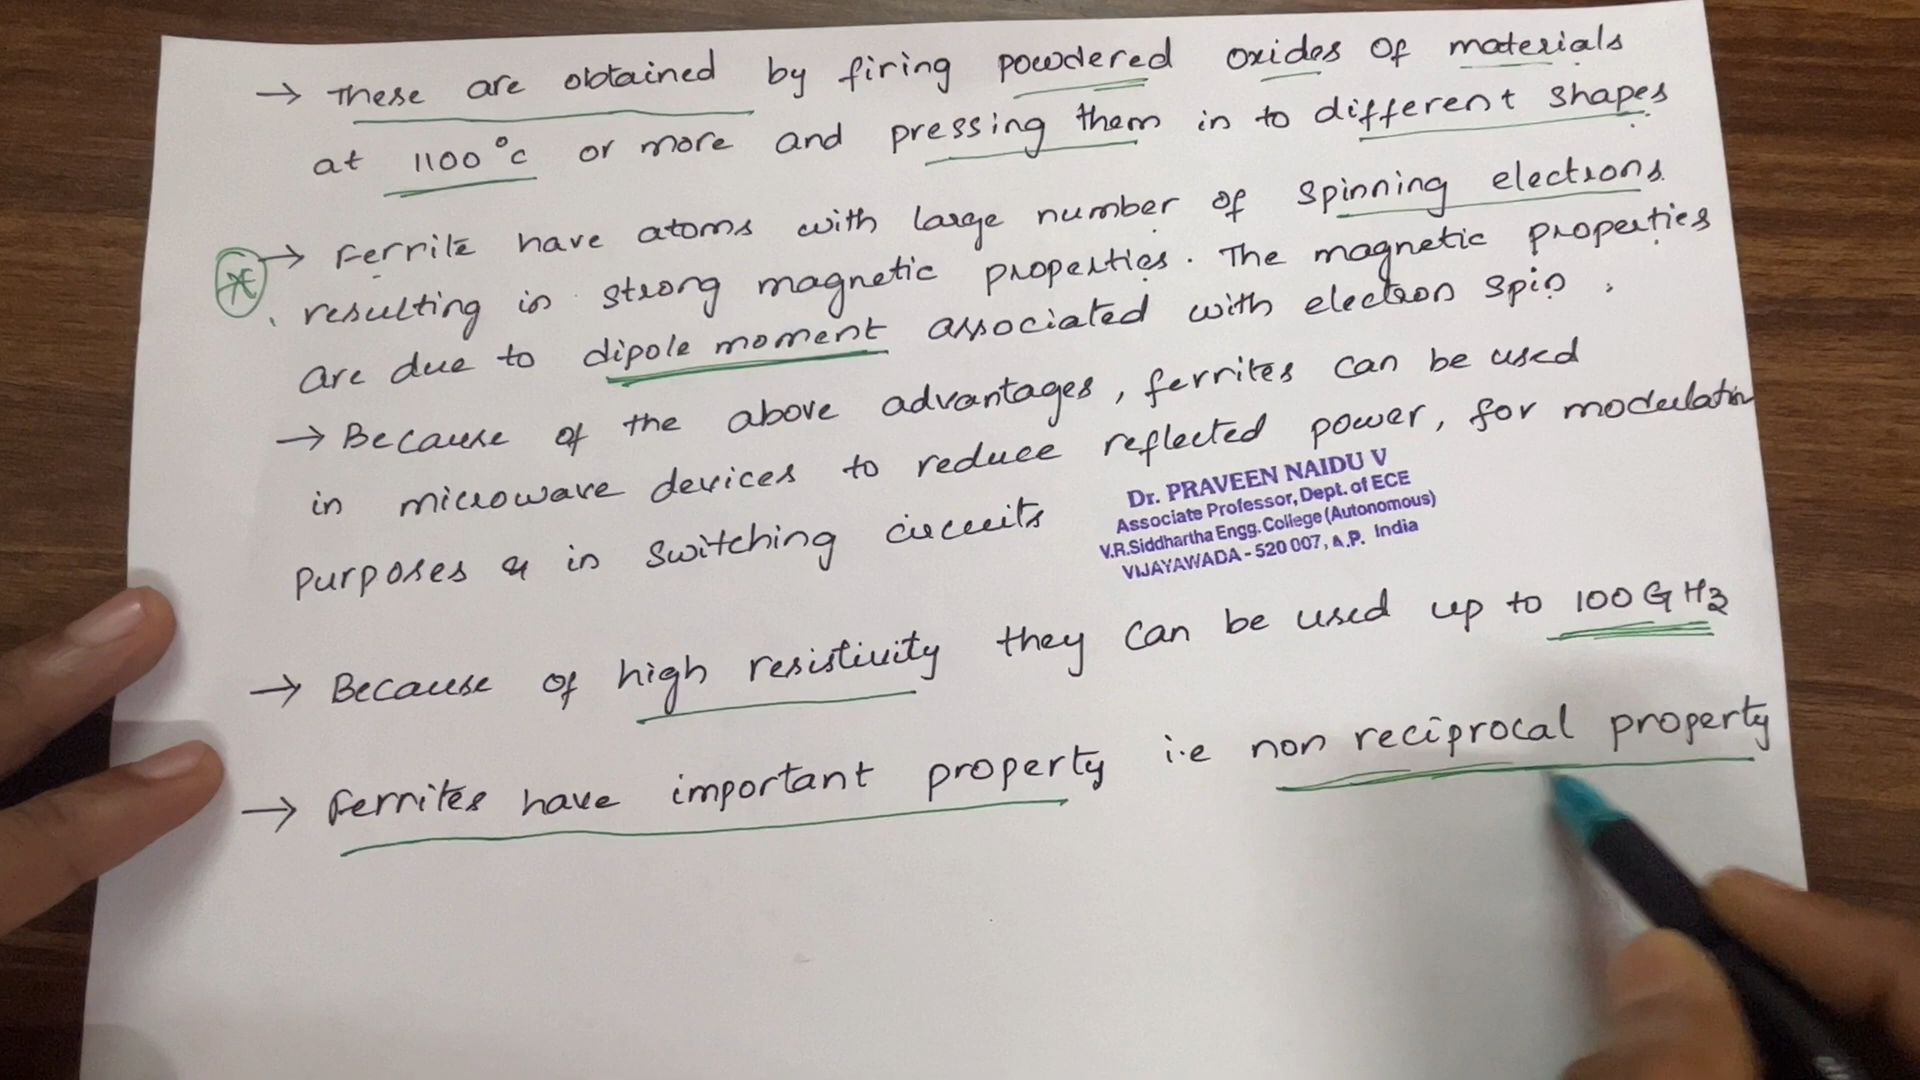 → These are obtained by firing powdered oxides of materials
at 1100°c or more and pressing them in to different shapes
→ Ferrite have atoms with large number of spinning electrons.
resulting in strong magnetic properties. The magnetic properties
are due to dipole moment associated with electron spin.
→ Because of the above advantages, ferrites can be used
in microwave devices to reduce reflected power, for modulation
purposes & in switching circuits
Dr. PRAVEEN NAIDU V
Associate Professor, Dept. of ECE
V.R.Siddhartha Engg. College (Autonomous)
VIJAYAWADA - 520 007, A.P. India
→ Because of high resistivity they can be used up to 100 GHz
→ Ferrites have important property i.e non reciprocal property